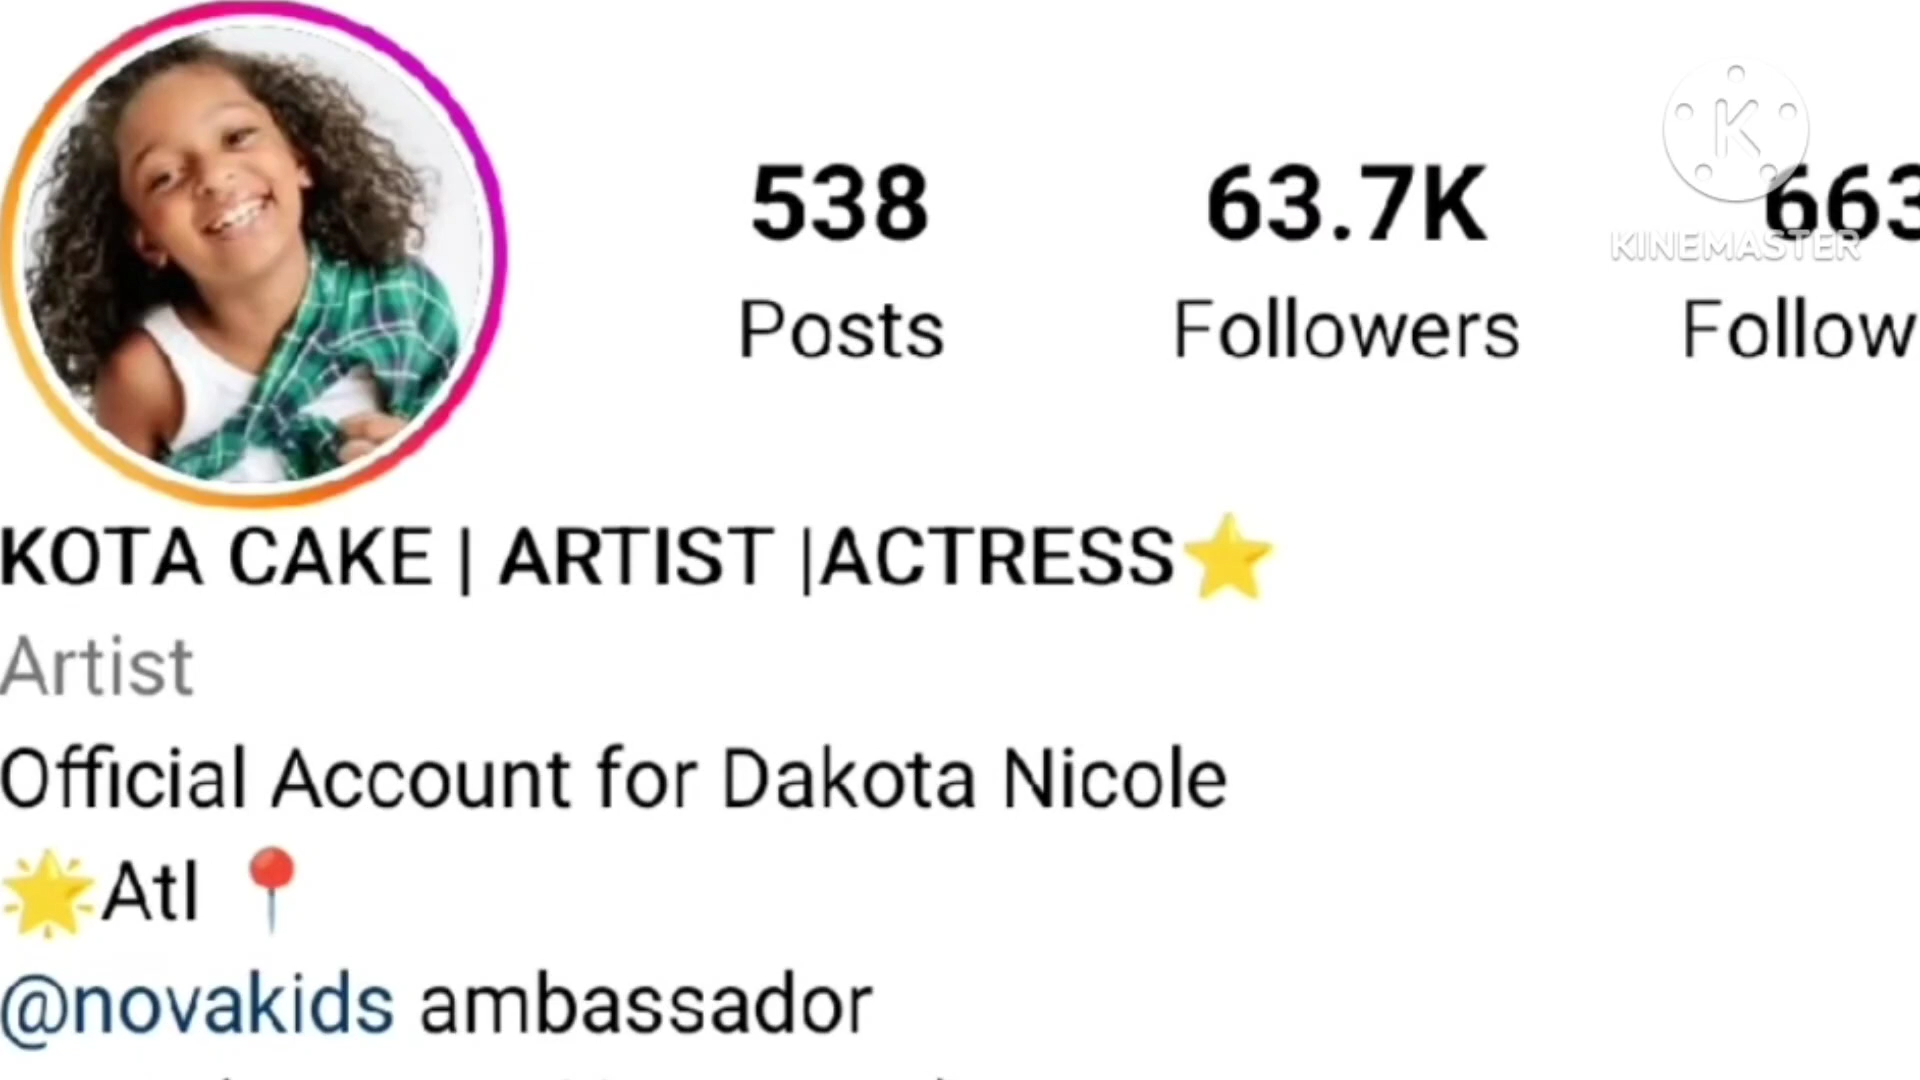 538 63.7K 663
Posts Followers Follow
K
KINEMASTER
KOTA CAKE | ARTIST |ACTRESS⭐
Artist
Official Account for Dakota Nicole
🌟Atl 📍
@novakids ambassador